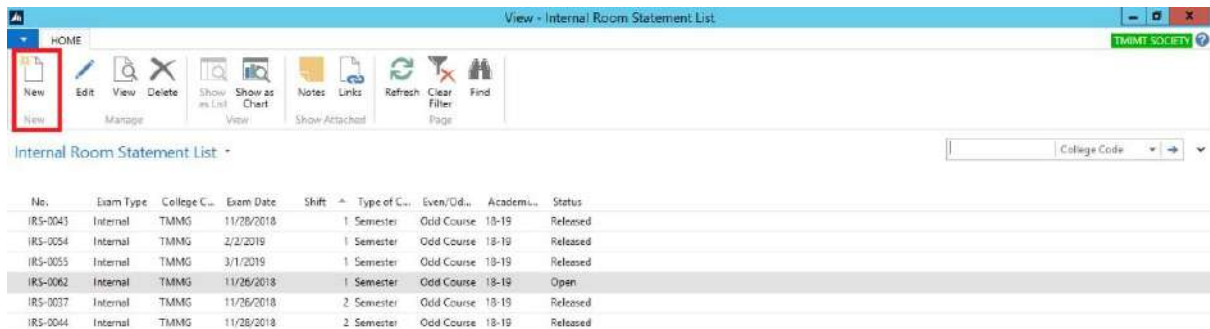 View - Internal Room Statement List
HOME
TMIMT SOCIETY
New Edit View Delete Show as List Show as Chart Notes Links Refresh Clear Filter Find
New Manage View Show Attached Page
Internal Room Statement List
College Code
No. Exam Type College C... Exam Date Shift Type of C... Even/Od... Academi... Status
IRS-0043 Internal TMMG 11/28/2018 1 Semester Odd Course 18-19 Released
IRS-0054 Internal TMMG 2/2/2019 1 Semester Odd Course 18-19 Released
IRS-0055 Internal TMMG 3/1/2019 1 Semester Odd Course 18-19 Released
IRS-0062 Internal TMMG 11/26/2018 1 Semester Odd Course 18-19 Open
IRS-0037 Internal TMMG 11/26/2018 2 Semester Odd Course 18-19 Released
IRS-0044 Internal TMMG 11/28/2018 2 Semester Odd Course 18-19 Released